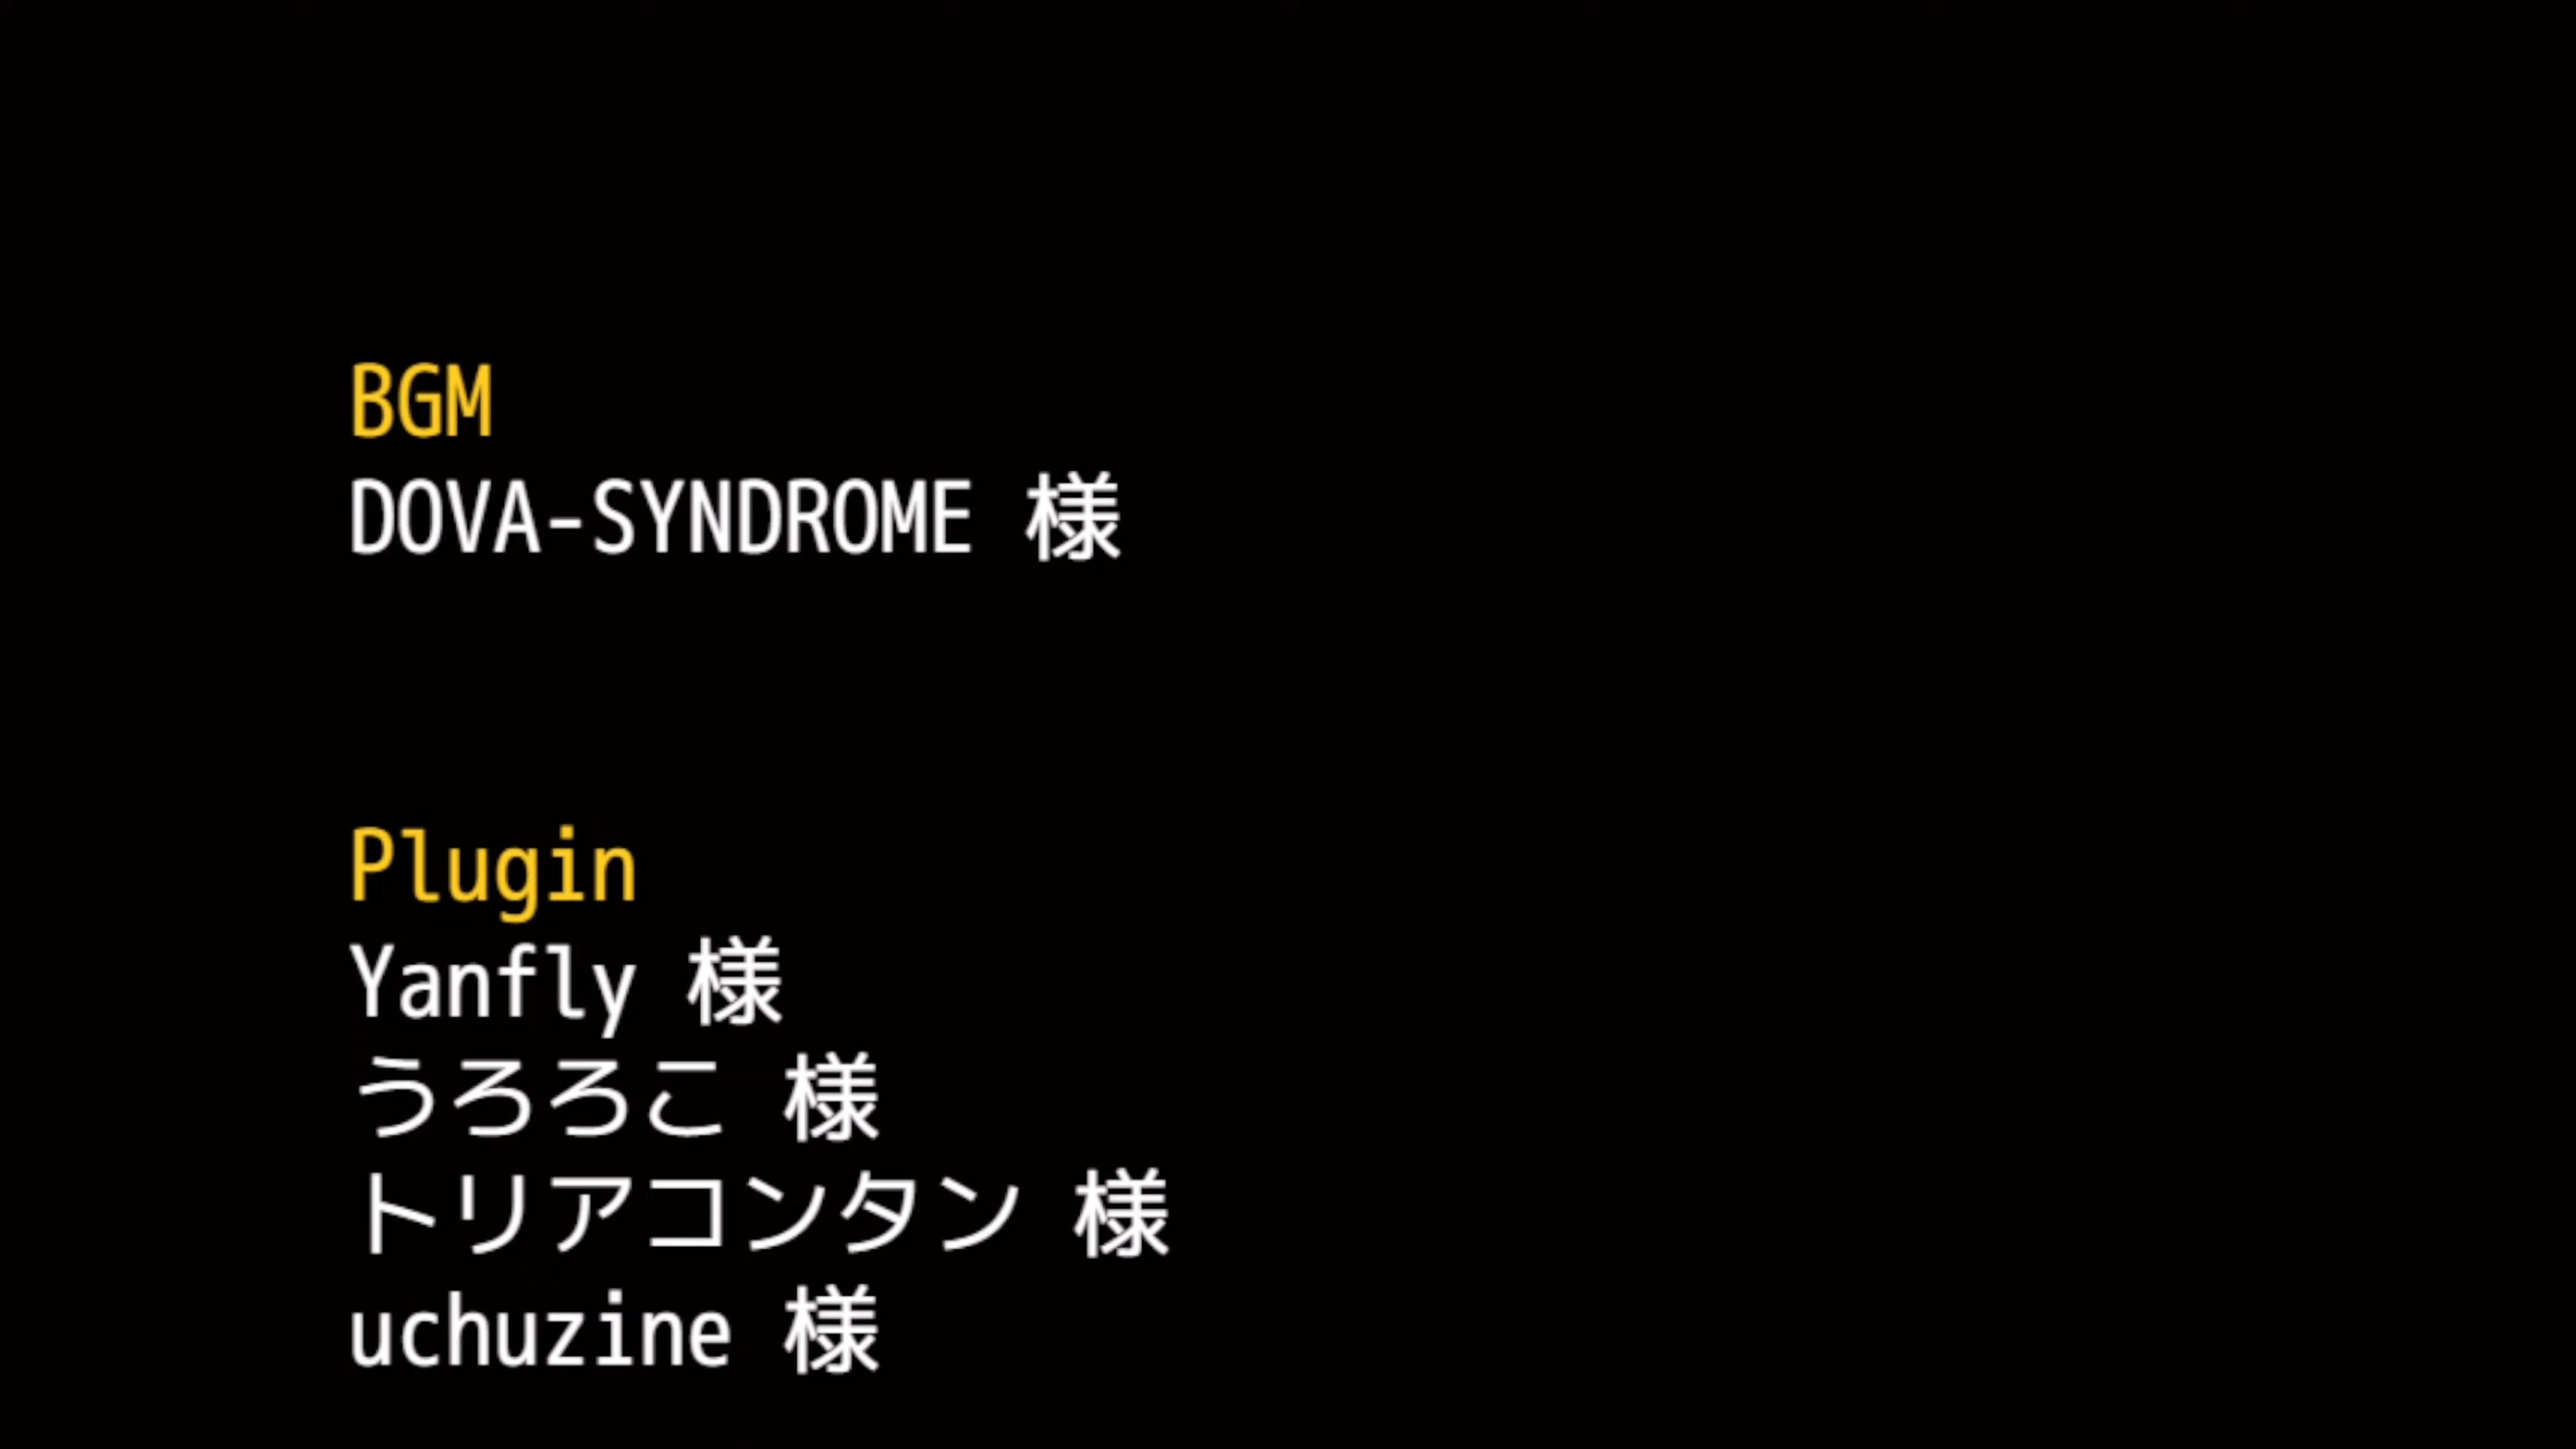 BGM
DOVA-SYNDROME 様
Plugin
Yanfly 様
うろろこ 様
トリアコンタン 様
uchuzine 様